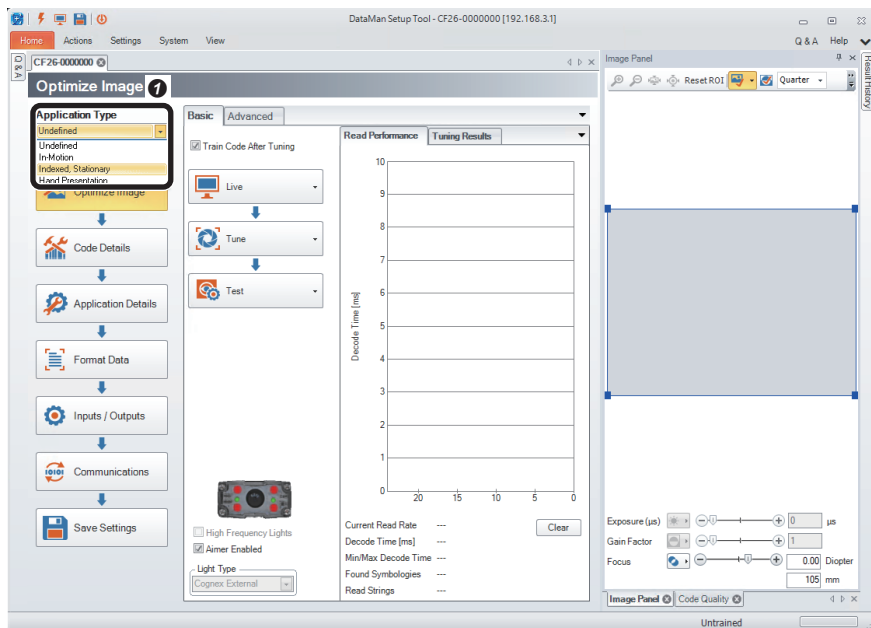 DataMan Setup Tool - CF26-0000000 [192.168.3.1]
Home Actions Settings System View Q & A Help
Q & A
CF26-0000000
Optimize Image 1
Application Type
Undefined
Undefined
In-Motion
Indexed, Stationary
Hand Presentation
Optimize Image
Code Details
Application Details
Format Data
Inputs / Outputs
Communications
Save Settings
Basic Advanced
Train Code After Tuning
Live
Tune
Test
High Frequency Lights
Aimer Enabled
Light Type
Cognex External
Read Performance Tuning Results
Decode Time [ms]
10
9
8
7
6
5
4
3
2
1
0
20 15 10 5 0
Current Read Rate ---
Clear
Decode Time [ms] ---
Min/Max Decode Time ---
Found Symbologies ---
Read Strings ---
Image Panel
Reset ROI Quarter
Result History
Exposure (µs) 0 µs
Gain Factor 1
Focus 0.00 Diopter
105 mm
Image Panel Code Quality
Untrained